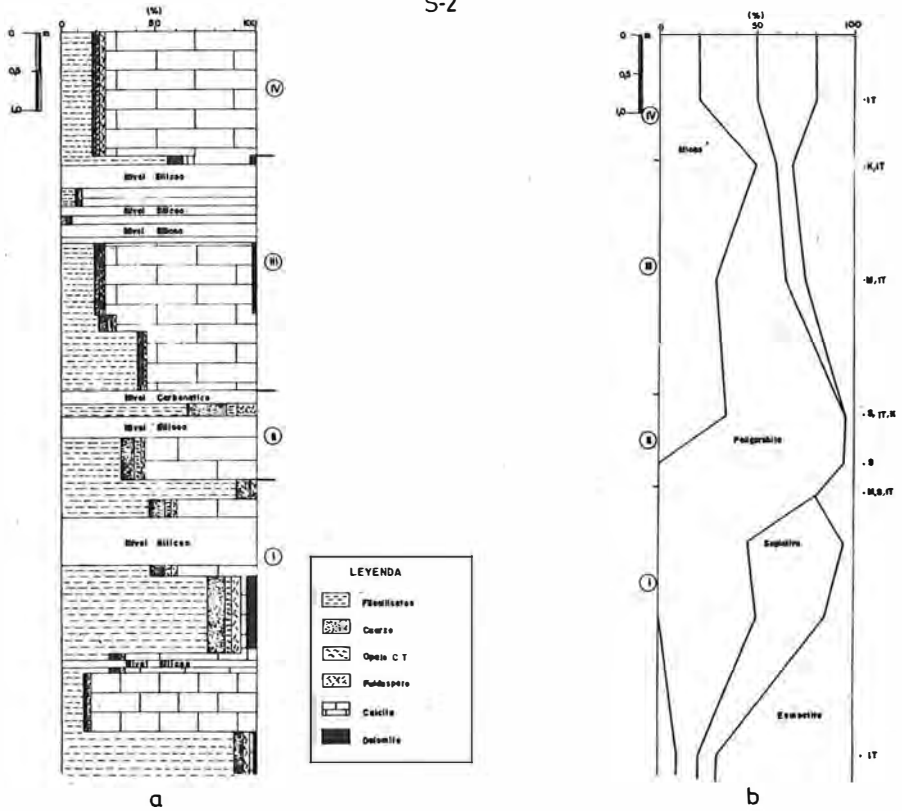 S-2
(%)
0 50 100
0 m
0,5
1,0
IV
Nivel Silíceo
Nivel Silíceo
Nivel Silíceo
III
Nivel Carbonático
Nivel Silíceo
II
Nivel Silíceo
I
Nivel Silíceo
LEYENDA
Filosilicatos
Cuarzo
Opalo C T
Feldespato
Calcita
Dolomita
a
(%)
0 50 100
0 m
0,5
1,0
IV
Micas
III
II
Paligorskita
I
Sepiolita
Esmectita
· IT
· K, IT
· M, IT
· S, IT, K
· S
· M, S, IT
· IT
b